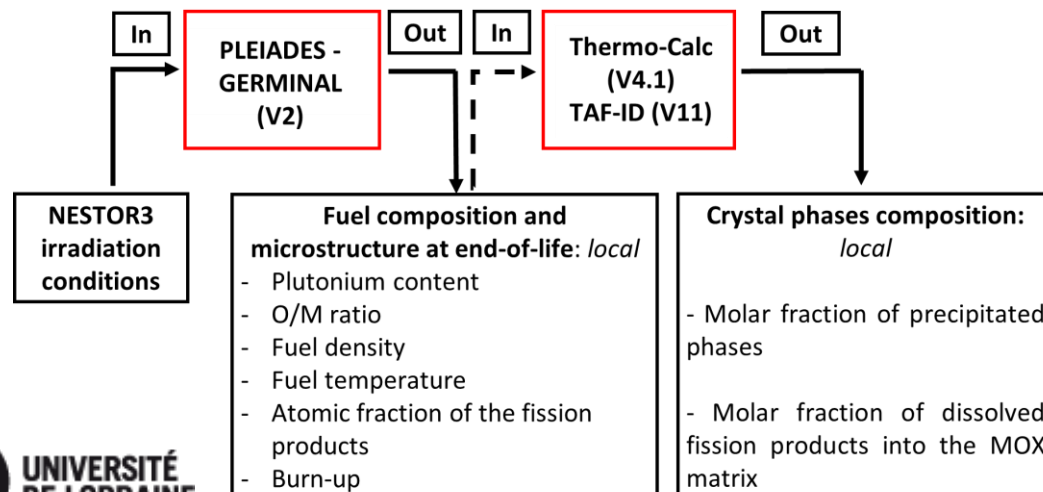 In
PLEIADES -
GERMINAL
(V2)
Out
In
Thermo-Calc
(V4.1)
TAF-ID (V11)
Out
NESTOR3
irradiation
conditions
Fuel composition and
microstructure at end-of-life: local
- Plutonium content
- O/M ratio
- Fuel density
- Fuel temperature
- Atomic fraction of the fission
products
- Burn-up
Crystal phases composition:
local
- Molar fraction of precipitated
phases
- Molar fraction of dissolved
fission products into the MOX
matrix
UNIVERSITÉ
DE LORRAINE